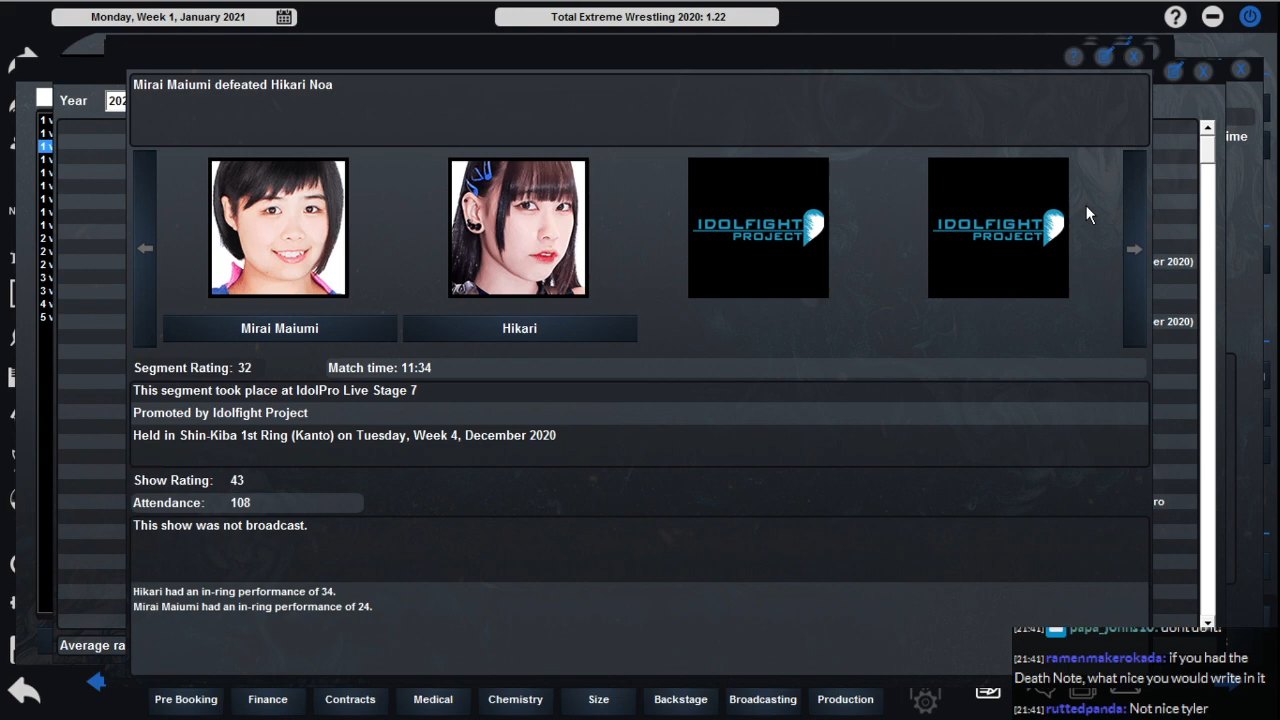 Monday, Week 1, January 2021
Total Extreme Wrestling 2020: 1.22
?
Year 202
Mirai Maiumi defeated Hikari Noa
ime
IDOLFIGHT PROJECT
IDOLFIGHT PROJECT
er 2020)
Mirai Maiumi
Hikari
er 2020)
Segment Rating: 32
Match time: 11:34
This segment took place at IdolPro Live Stage 7
Promoted by Idolfight Project
Held in Shin-Kiba 1st Ring (Kanto) on Tuesday, Week 4, December 2020
Show Rating: 43
Attendance: 108
ro
This show was not broadcast.
Hikari had an in-ring performance of 34.
Mirai Maiumi had an in-ring performance of 24.
Average ra
[21:41] ramenmakerokada: if you had the
Death Note, what nice you would write in it
[21:41] ruttedpanda: Not nice tyler
Pre Booking
Finance
Contracts
Medical
Chemistry
Size
Backstage
Broadcasting
Production